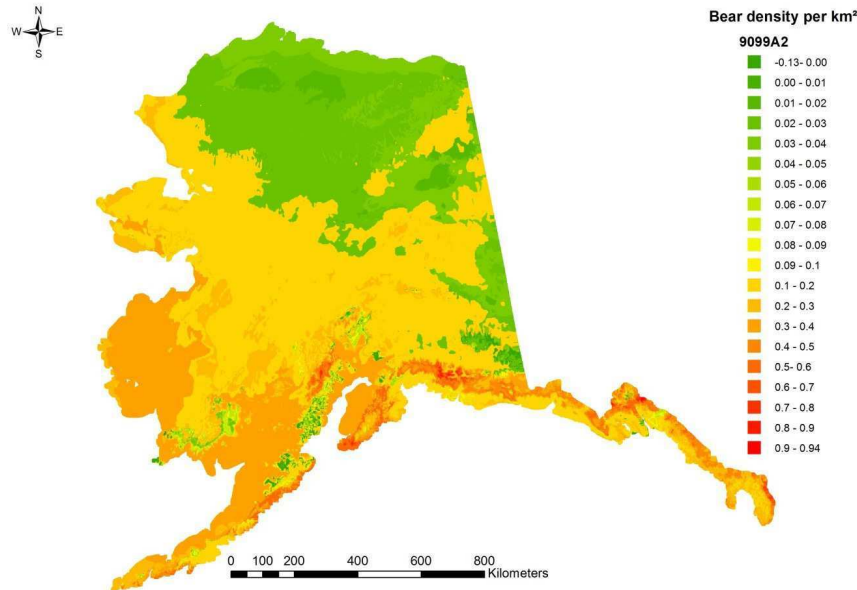 N
W E
S
Bear density per km²
9099A2
-0.13- 0.00
0.00 - 0.01
0.01 - 0.02
0.02 - 0.03
0.03 - 0.04
0.04 - 0.05
0.05 - 0.06
0.06 - 0.07
0.07 - 0.08
0.08 - 0.09
0.09 - 0.1
0.1 - 0.2
0.2 - 0.3
0.3 - 0.4
0.4 - 0.5
0.5- 0.6
0.6 - 0.7
0.7 - 0.8
0.8 - 0.9
0.9 - 0.94
0 100 200 400 600 800
Kilometers